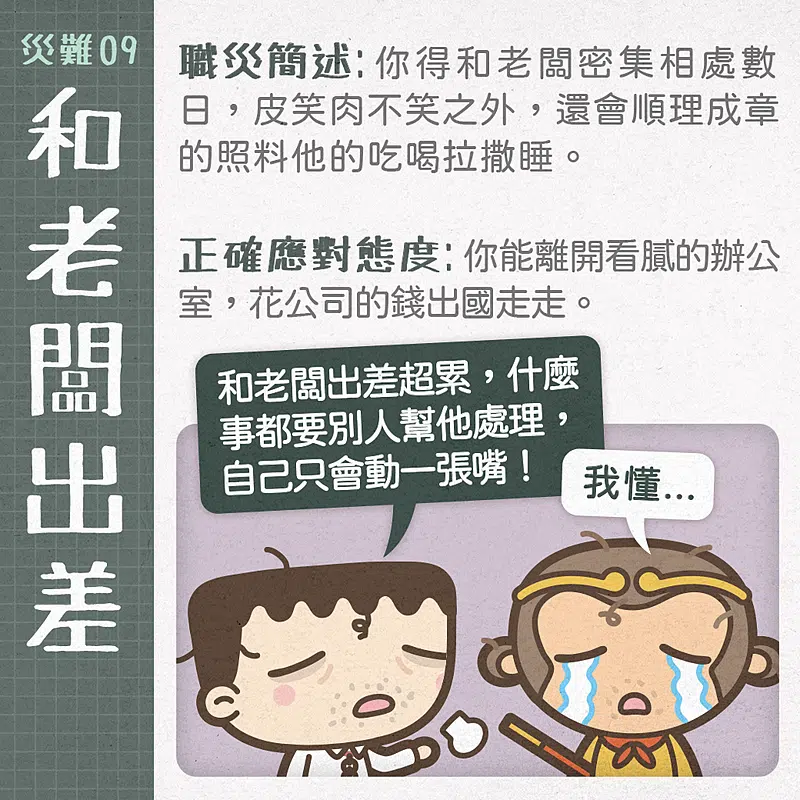 災難09
和老闆出差
職災簡述：你得和老闆密集相處數
日，皮笑肉不笑之外，還會順理成章
的照料他的吃喝拉撒睡。
正確應對態度：你能離開看膩的辦公
室，花公司的錢出國走走。
和老闆出差超累，什麼
事都要別人幫他處理，
自己只會動一張嘴！
我懂...